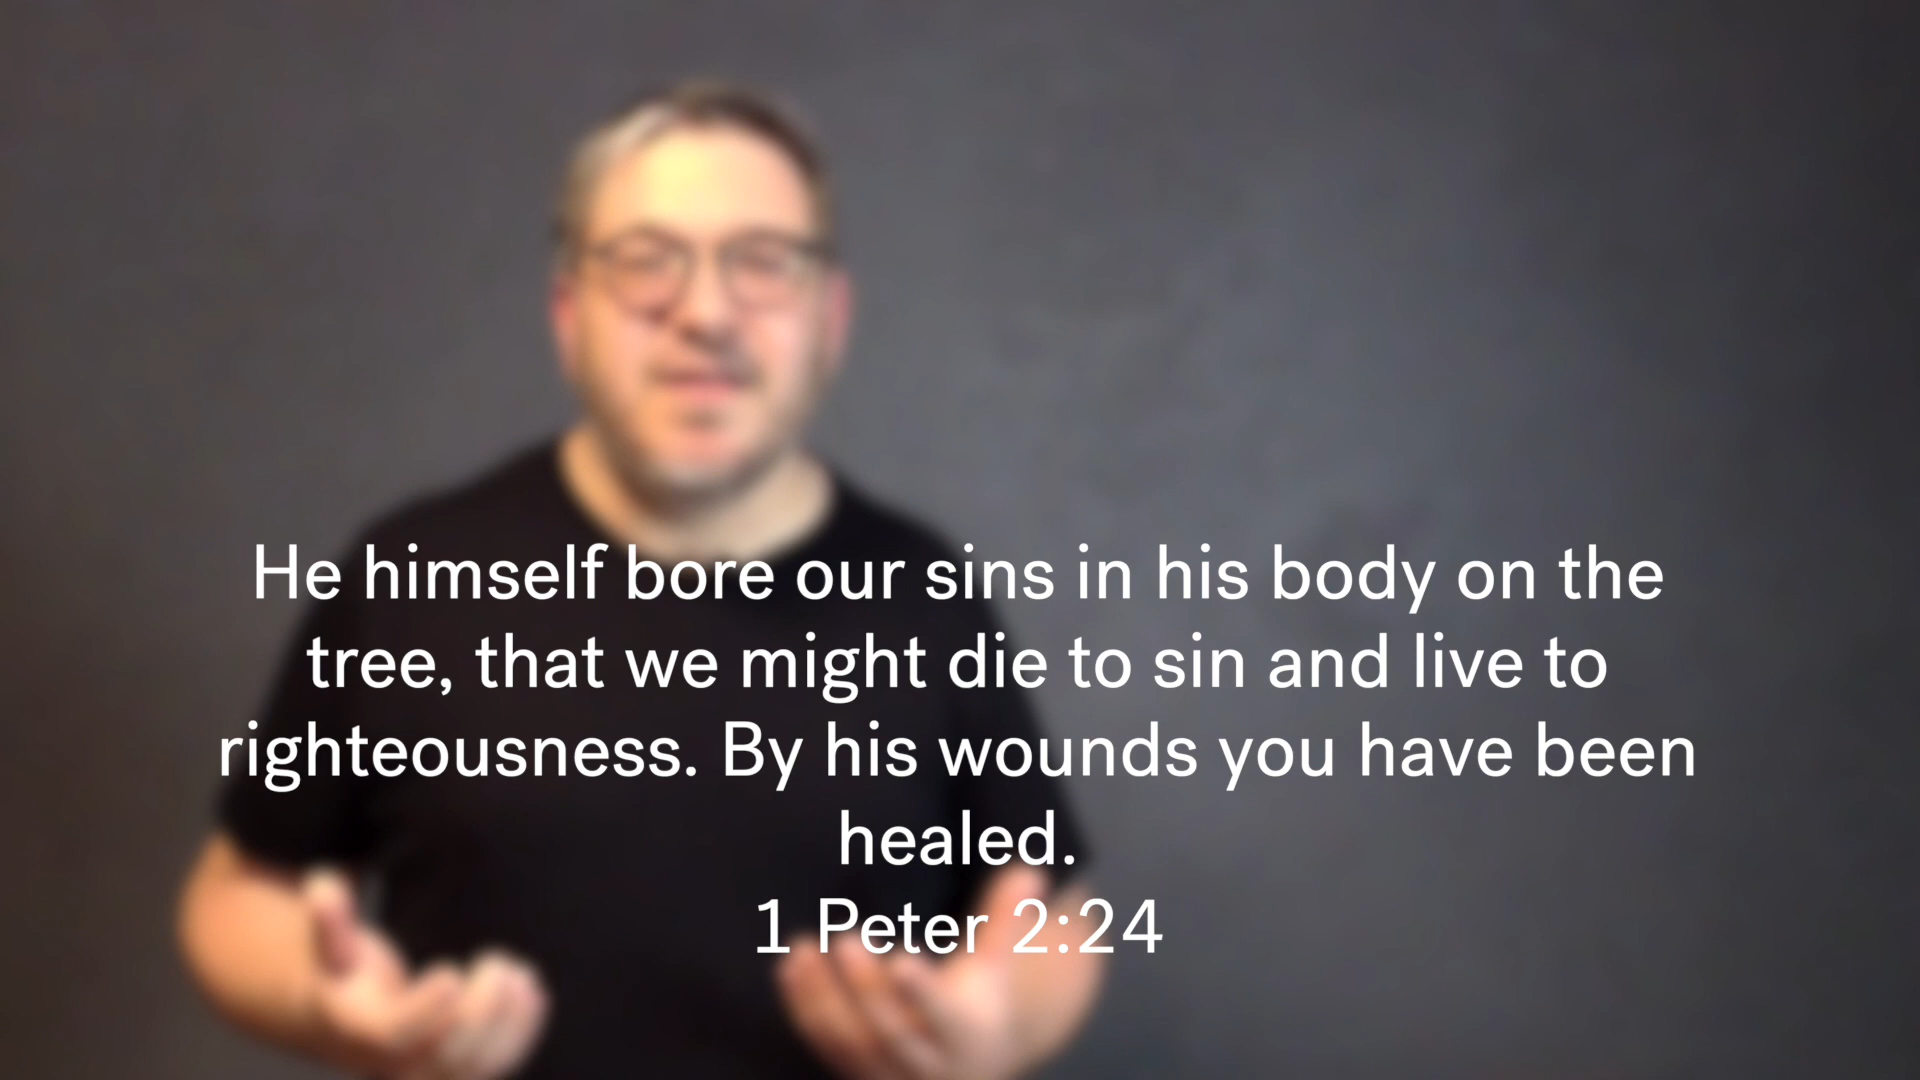 He himself bore our sins in his body on the
tree, that we might die to sin and live to
righteousness. By his wounds you have been
healed.
1 Peter 2:24